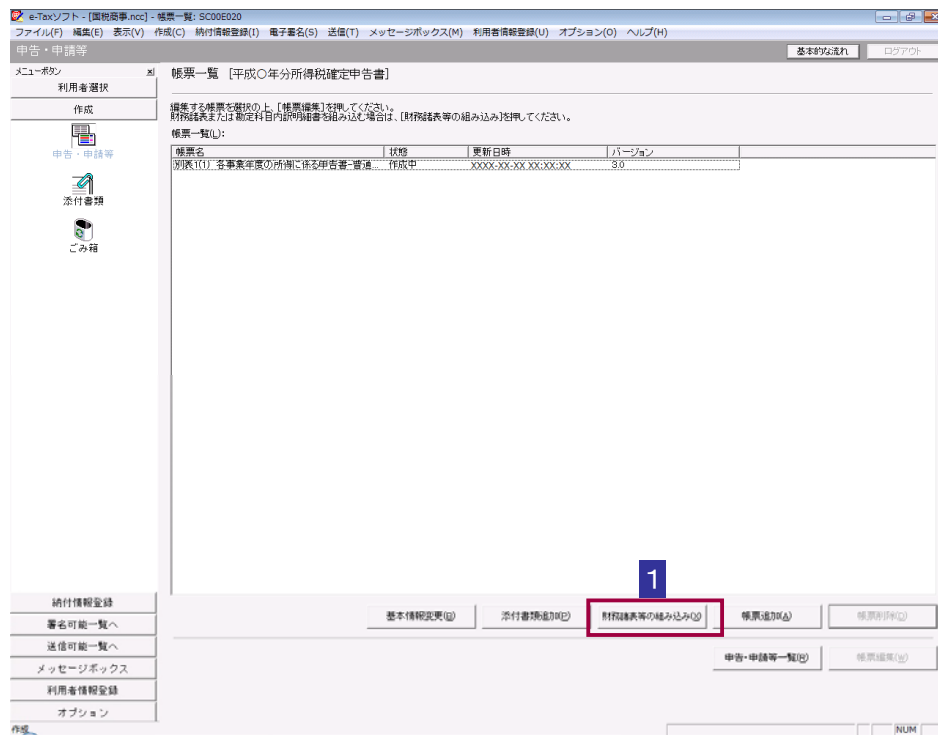 e-Taxソフト - [国税商事.ncc] - 帳票一覧: SC00E020
ファイル(F) 編集(E) 表示(V) 作成(C) 納付情報登録(I) 電子署名(S) 送信(T) メッセージボックス(M) 利用者情報登録(U) オプション(O) ヘルプ(H)
申告・申請等
基本的な流れ
ログアウト
メニューボタン
利用者選択
作成
申告・申請等
添付書類
ごみ箱
帳票一覧 [平成○年分所得税確定申告書]
編集する帳票を選択の上、[帳票編集]を押してください。
財務諸表または勘定科目内訳明細書を組み込む場合は、[財務諸表等の組み込み]を押してください。
帳票一覧(L):
帳票名 状態 更新日時 バージョン
別表1(1) 各事業年度の所得に係る申告書-普通... 作成中 XXXX-XX-XX XX:XX:XX 3.0
1
基本情報変更(G) 添付書類追加(P) 財務諸表等の組み込み(X) 帳票追加(A) 帳票削除(D)
申告・申請等一覧(R) 帳票編集(W)
納付情報登録
署名可能一覧へ
送信可能一覧へ
メッセージボックス
利用者情報登録
オプション
作成
NUM